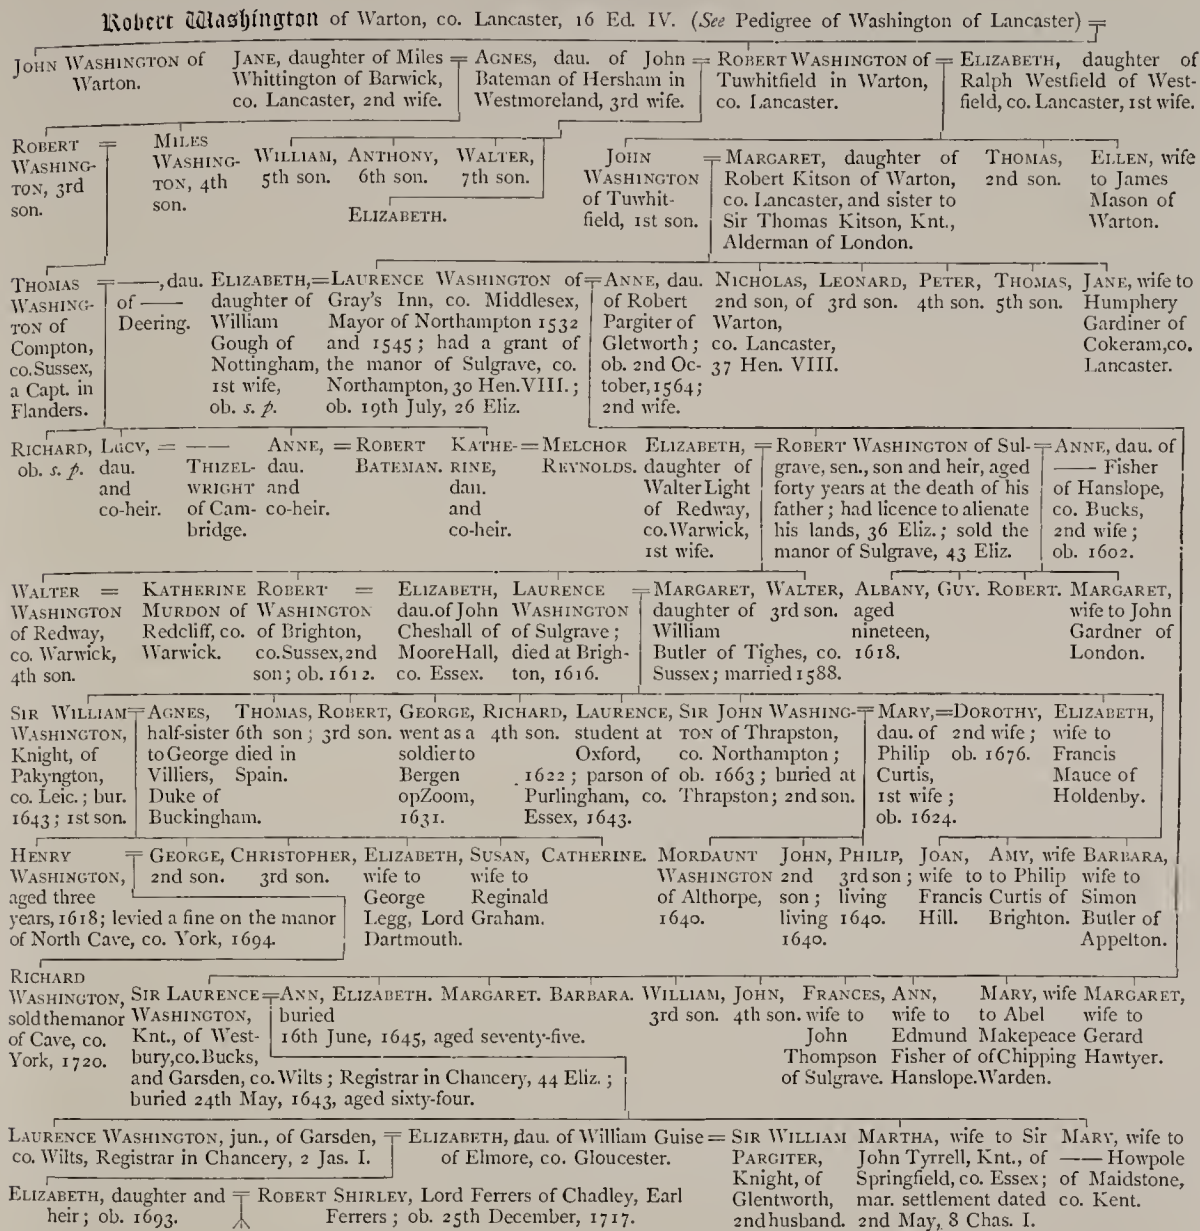 Robert Washington of Warton, co. Lancaster, 16 Ed. IV. (See Pedigree of Washington of Lancaster)
JOHN WASHINGTON of
Warton.
JANE, daughter of Miles
Whittington of Barwick,
co. Lancaster, 2nd wife.
AGNES, dau. of John
Bateman of Hersham in
Westmoreland, 3rd wife.
ROBERT WASHINGTON of
Tuwhitfield in Warton,
co. Lancaster.
ELIZABETH, daughter of
Ralph Westfield of West-
field, co. Lancaster, 1st wife.
ROBERT
WASHING-
TON, 3rd
son.
MILES
WASHING-
TON, 4th
son.
WILLIAM,
5th son.
ANTHONY,
6th son.
WALTER,
7th son.
ELIZABETH.
JOHN
WASHINGTON
of Tuwhit-
field, 1st son.
MARGARET, daughter of
Robert Kitson of Warton,
co. Lancaster, and sister to
Sir Thomas Kitson, Knt.,
Alderman of London.
THOMAS,
2nd son.
ELLEN, wife
to James
Mason of
Warton.
THOMAS
WASHING-
TON of
Compton,
co. Sussex,
a Capt. in
Flanders.
——, dau.
of ——
Deering.
ELIZABETH,
daughter of
William
Gough of
Nottingham,
1st wife,
ob. s. p.
LAURENCE WASHINGTON of
Gray's Inn, co. Middlesex,
Mayor of Northampton 1532
and 1545; had a grant of
the manor of Sulgrave, co.
Northampton, 30 Hen. VIII.;
ob. 19th July, 26 Eliz.
ANNE, dau.
of Robert
Pargiter of
Gletworth;
ob. 2nd Oc-
tober, 1564;
2nd wife.
NICHOLAS,
2nd son, of
Warton,
co. Lancaster,
37 Hen. VIII.
LEONARD,
3rd son.
PETER,
4th son.
THOMAS,
5th son.
JANE, wife to
Humphery
Gardiner of
Cokeram, co.
Lancaster.
RICHARD,
ob. s. p.
LUCY,
dau.
and
co-heir.
——
THIZEL-
WRIGHT
of Cam-
bridge.
ANNE,
dau.
and
co-heir.
ROBERT
BATEMAN.
KATHE-
RINE,
dau.
and
co-heir.
MELCHOR
REYNOLDS.
ELIZABETH,
daughter of
Walter Light
of Redway,
co. Warwick,
1st wife.
ROBERT WASHINGTON of Sul-
grave, sen., son and heir, aged
forty years at the death of his
father; had licence to alienate
his lands, 36 Eliz.; sold the
manor of Sulgrave, 43 Eliz.
ANNE, dau. of
—— Fisher
of Hanslope,
co. Bucks,
2nd wife;
ob. 1602.
WALTER
WASHINGTON
of Redway,
co. Warwick,
4th son.
KATHERINE
MURDON of
Redcliff, co.
Warwick.
ROBERT
WASHINGTON
of Brighton,
co. Sussex, 2nd
son; ob. 1612.
ELIZABETH,
dau. of John
Cheshall of
Moore Hall,
co. Essex.
LAURENCE
WASHINGTON
of Sulgrave;
died at Brigh-
ton, 1616.
MARGARET,
daughter of
William
Butler of Tighes, co.
Sussex; married 1588.
WALTER,
3rd son.
ALBANY,
aged
nineteen,
1618.
GUY.
ROBERT.
MARGARET,
wife to John
Gardner of
London.
SIR WILLIAM
WASHINGTON,
Knight, of
Pakyngton,
co. Leic.; bur.
1643; 1st son.
AGNES,
half-sister
to George
Villiers,
Duke of
Buckingham.
THOMAS,
6th son;
died in
Spain.
ROBERT,
3rd son.
GEORGE,
went as a
soldier to
Bergen
op Zoom,
1631.
RICHARD,
4th son.
LAURENCE,
student at
Oxford,
1622; parson of
Purlingham, co.
Essex, 1643.
SIR JOHN WASHING-
TON of Thrapston,
co. Northampton;
ob. 1663; buried at
Thrapston; 2nd son.
MARY,
dau. of
Philip
Curtis,
1st wife;
ob. 1624.
DOROTHY,
2nd wife;
ob. 1676.
ELIZABETH,
wife to
Francis
Mauce of
Holdenby.
HENRY
WASHINGTON,
aged three
years, 1618; levied a fine on the manor
of North Cave, co. York, 1694.
GEORGE,
2nd son.
CHRISTOPHER,
3rd son.
ELIZABETH,
wife to
George
Legg, Lord
Dartmouth.
SUSAN,
wife to
Reginald
Graham.
CATHERINE.
MORDAUNT
WASHINGTON
of Althorpe,
1640.
JOHN,
2nd
son;
living
1640.
PHILIP,
3rd son;
living
1640.
JOAN,
wife to
Francis
Hill.
AMY, wife
to Philip
Curtis of
Brighton.
BARBARA,
wife to
Simon
Butler of
Appelton.
RICHARD
WASHINGTON,
sold the manor
of Cave, co.
York, 1720.
SIR LAURENCE
WASHINGTON,
Knt., of West-
bury, co. Bucks,
and Garsden, co. Wilts; Registrar in Chancery, 44 Eliz.;
buried 24th May, 1643, aged sixty-four.
ANN,
buried
16th June, 1645, aged seventy-five.
ELIZABETH.
MARGARET.
BARBARA.
WILLIAM,
3rd son.
JOHN,
4th son.
FRANCES,
wife to
John
Thompson
of Sulgrave.
ANN,
wife to
Edmund
Fisher of
Hanslope.
MARY, wife
to Abel
Makepeace
of Chipping
Warden.
MARGARET,
wife to
Gerard
Hawtyer.
LAURENCE WASHINGTON, jun., of Garsden,
co. Wilts, Registrar in Chancery, 2 Jas. I.
ELIZABETH, dau. of William Guise
of Elmore, co. Gloucester.
SIR WILLIAM
PARGITER,
Knight, of
Glentworth,
2nd husband.
MARTHA, wife to Sir
John Tyrrell, Knt., of
Springfield, co. Essex;
mar. settlement dated
2nd May, 8 Chas. I.
MARY, wife to
—— Howpole
of Maidstone,
co. Kent.
ELIZABETH, daughter and
heir; ob. 1693.
ROBERT SHIRLEY, Lord Ferrers of Chadley, Earl
Ferrers; ob. 25th December, 1717.